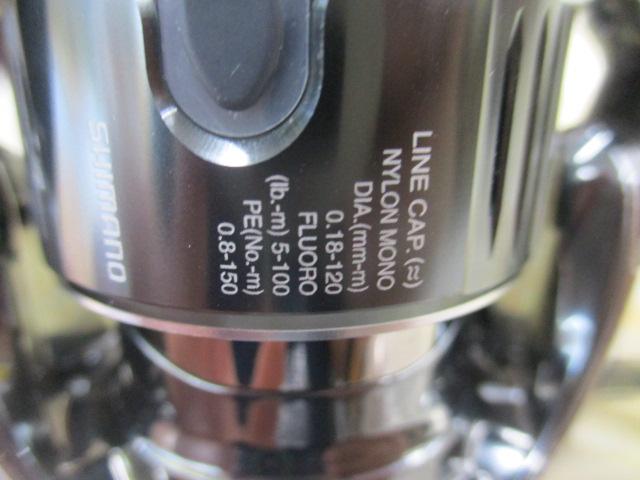 SHIMANO
LINE CAP.(≈)
NYLON MONO
DIA.(mm-m)
0.18-120
FLUORO
(lb.-m) 5-100
PE(No.-m)
0.8-150